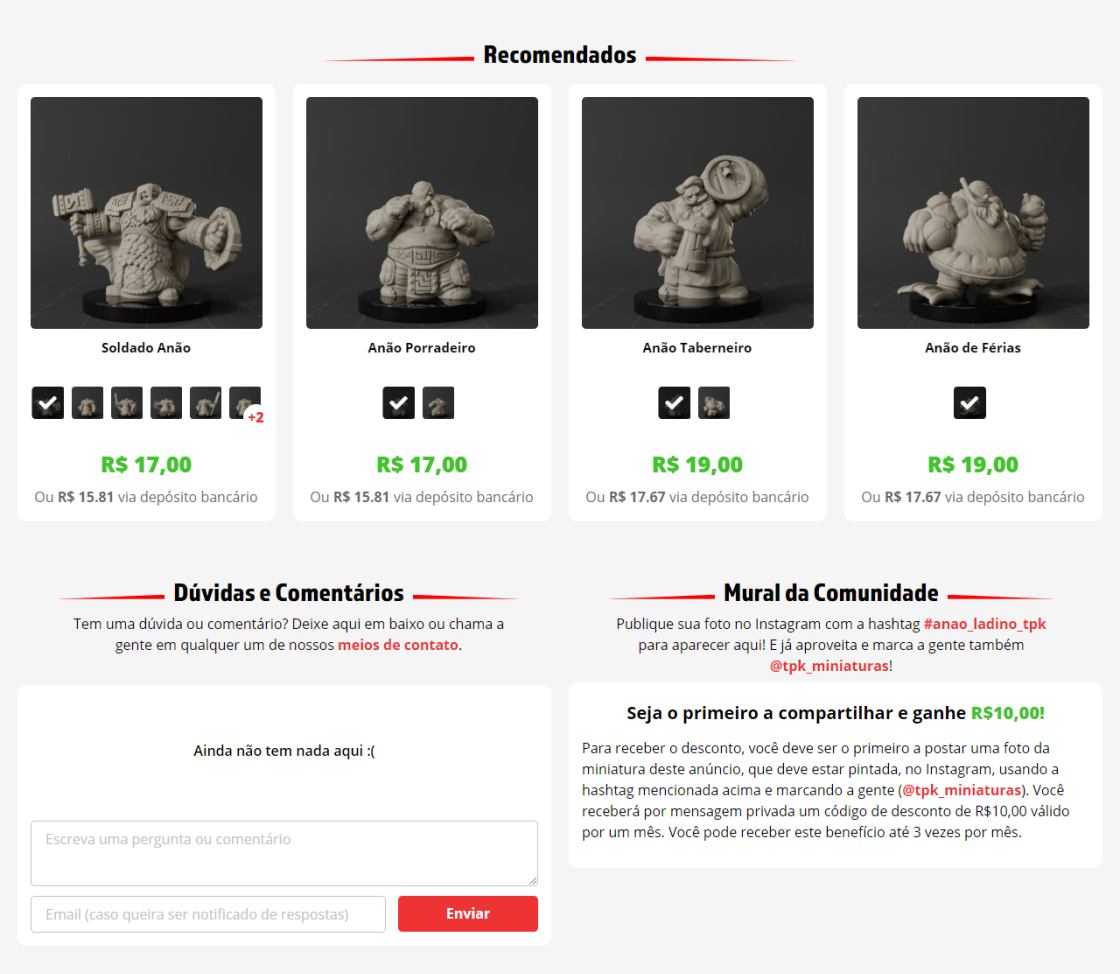 Recomendados
Soldado Anão
Anão Porradeiro
Anão Taberneiro
Anão de Férias
+2
R$ 17,00
R$ 17,00
R$ 19,00
R$ 19,00
Ou R$ 15.81 via depósito bancário
Ou R$ 15.81 via depósito bancário
Ou R$ 17.67 via depósito bancário
Ou R$ 17.67 via depósito bancário
Dúvidas e Comentários
Tem uma dúvida ou comentário? Deixe aqui em baixo ou chama a
gente em qualquer um de nossos meios de contato.
Ainda não tem nada aqui :(
Escreva uma pergunta ou comentário
Email (caso queira ser notificado de respostas)
Enviar
Mural da Comunidade
Publique sua foto no Instagram com a hashtag #anao_ladino_tpk
para aparecer aqui! E já aproveita e marca a gente também
@tpk_miniaturas!
Seja o primeiro a compartilhar e ganhe R$10,00!
Para receber o desconto, você deve ser o primeiro a postar uma foto da
miniatura deste anúncio, que deve estar pintada, no Instagram, usando a
hashtag mencionada acima e marcando a gente (@tpk_miniaturas). Você
receberá por mensagem privada um código de desconto de R$10,00 válido
por um mês. Você pode receber este benefício até 3 vezes por mês.